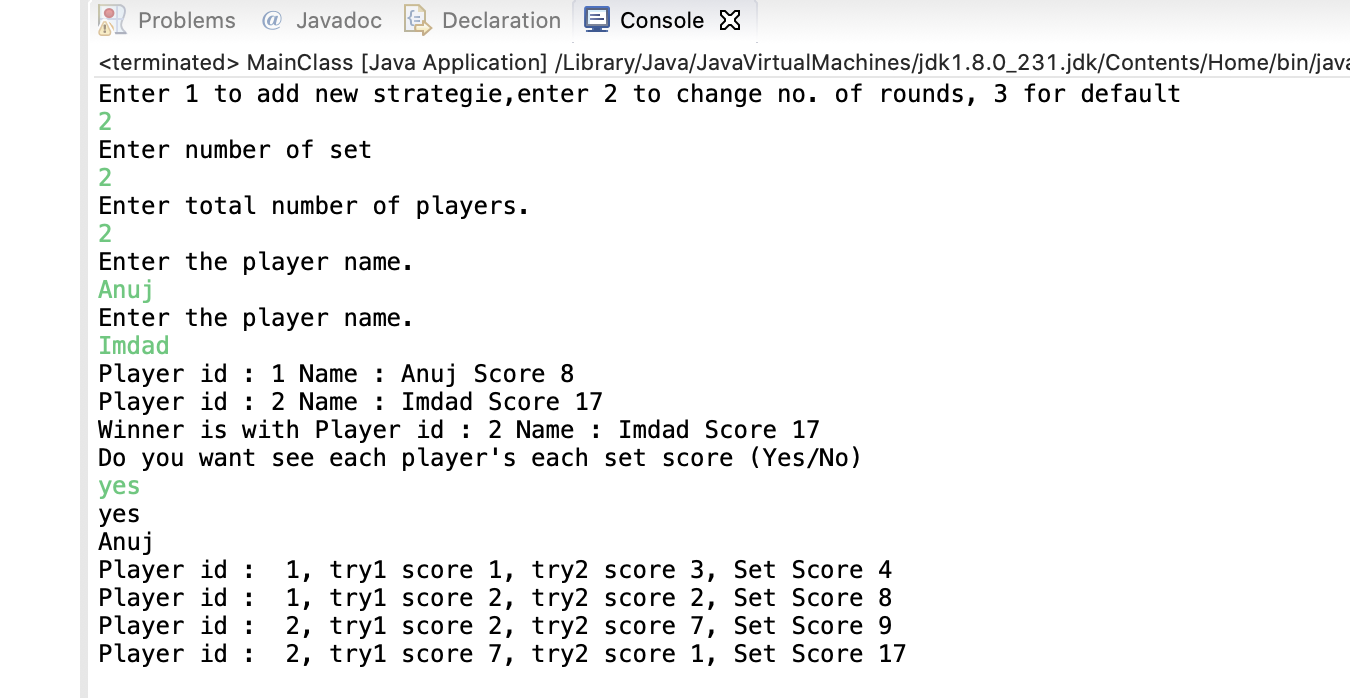 Problems @ Javadoc Declaration Console
<terminated> MainClass [Java Application] /Library/Java/JavaVirtualMachines/jdk1.8.0_231.jdk/Contents/Home/bin/java
Enter 1 to add new strategie,enter 2 to change no. of rounds, 3 for default
2
Enter number of set
2
Enter total number of players.
2
Enter the player name.
Anuj
Enter the player name.
Imdad
Player id : 1 Name : Anuj Score 8
Player id : 2 Name : Imdad Score 17
Winner is with Player id : 2 Name : Imdad Score 17
Do you want see each player's each set score (Yes/No)
yes
yes
Anuj
Player id :  1, try1 score 1, try2 score 3, Set Score 4
Player id :  1, try1 score 2, try2 score 2, Set Score 8
Player id :  2, try1 score 2, try2 score 7, Set Score 9
Player id :  2, try1 score 7, try2 score 1, Set Score 17